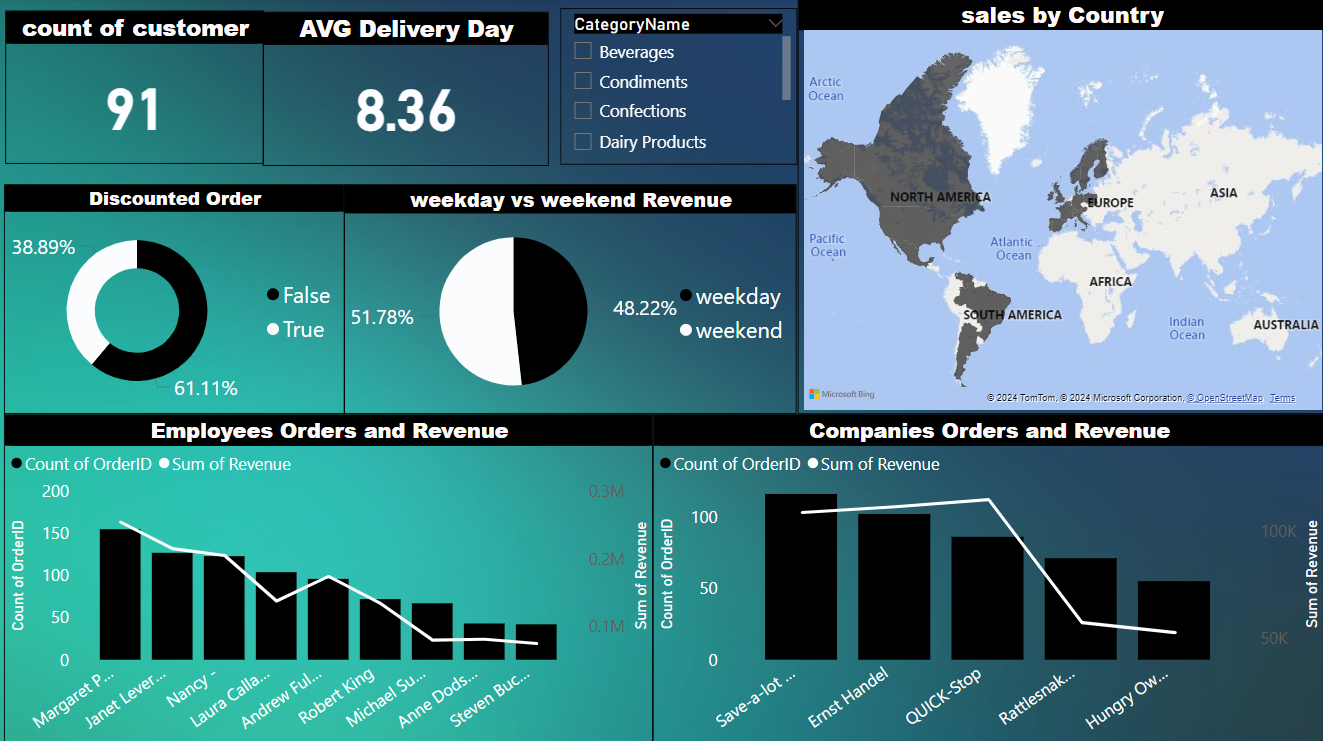 count of customer
91
AVG Delivery Day
8.36
CategoryName
Beverages
Condiments
Confections
Dairy Products
sales by Country
Arctic
Ocean
NORTH AMERICA
EUROPE
ASIA
Pacific
Ocean
Atlantic
Ocean
AFRICA
SOUTH AMERICA
Indian
Ocean
AUSTRALIA
Microsoft Bing
© 2024 TomTom, © 2024 Microsoft Corporation, © OpenStreetMap Terms
Discounted Order
38.89%
61.11%
False
True
weekday vs weekend Revenue
51.78%
48.22%
weekday
weekend
Employees Orders and Revenue
Count of OrderID Sum of Revenue
Count of OrderID
200
150
100
50
0
0.3M
0.2M
0.1M
Sum of Revenue
Margaret P...
Janet Lever...
Nancy -
Laura Calla...
Andrew Ful...
Robert King
Michael Su...
Anne Dods...
Steven Buc...
Companies Orders and Revenue
Count of OrderID Sum of Revenue
Count of OrderID
100
50
0
100K
50K
Sum of Revenue
Save-a-lot ...
Ernst Handel
QUICK-Stop
Rattlesnak...
Hungry Ow...